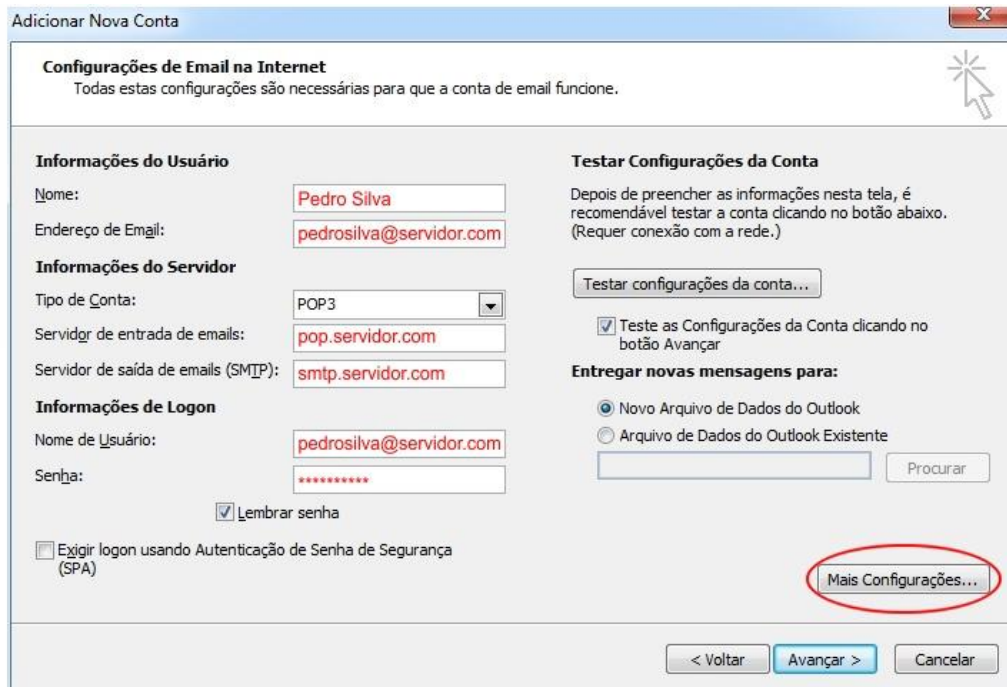 Adicionar Nova Conta
X
Configurações de Email na Internet
Todas estas configurações são necessárias para que a conta de email funcione.
Informações do Usuário
Nome:
Pedro Silva
Endereço de Email:
pedrosilva@servidor.com
Informações do Servidor
Tipo de Conta:
POP3
Servidor de entrada de emails:
pop.servidor.com
Servidor de saída de emails (SMTP):
smtp.servidor.com
Informações de Logon
Nome de Usuário:
pedrosilva@servidor.com
Senha:
**********
Lembrar senha
Exigir logon usando Autenticação de Senha de Segurança
(SPA)
Testar Configurações da Conta
Depois de preencher as informações nesta tela, é
recomendável testar a conta clicando no botão abaixo.
(Requer conexão com a rede.)
Testar configurações da conta...
Teste as Configurações da Conta clicando no
botão Avançar
Entregar novas mensagens para:
Novo Arquivo de Dados do Outlook
Arquivo de Dados do Outlook Existente
Procurar
Mais Configurações...
< Voltar
Avançar >
Cancelar